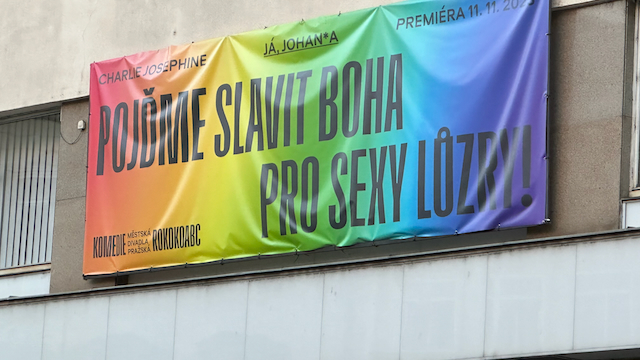 CHARLIE JOSEPHINE
JÁ, JOHAN*A
PREMIÉRA 11. 11. 2023
POJĎME SLAVIT BOHA
PRO SEXY LŮZRY!
KOMEDIE MĚSTSKÁ DIVADLA PRAŽSKÁ ROKOKOABC